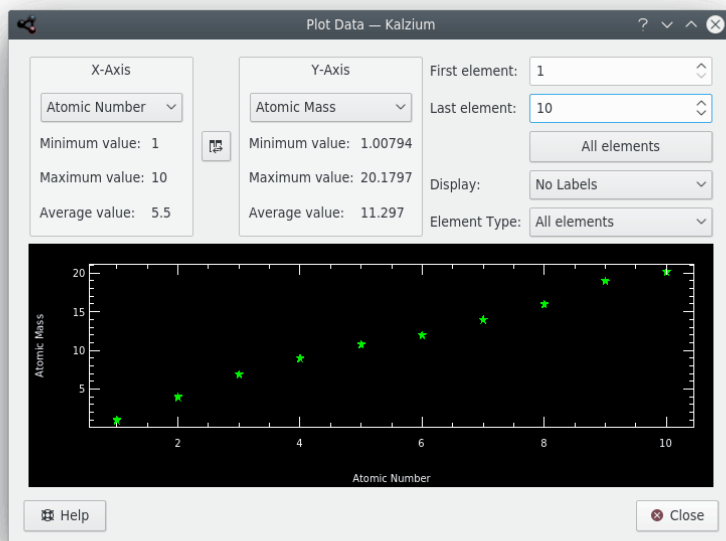 Plot Data — Kalzium
X-Axis
Atomic Number
Minimum value: 1
Maximum value: 10
Average value: 5.5
Y-Axis
Atomic Mass
Minimum value: 1.00794
Maximum value: 20.1797
Average value: 11.297
First element: 1
Last element: 10
All elements
Display: No Labels
Element Type: All elements
Atomic Mass
20
15
10
5
2 4 6 8 10
Atomic Number
Help
Close